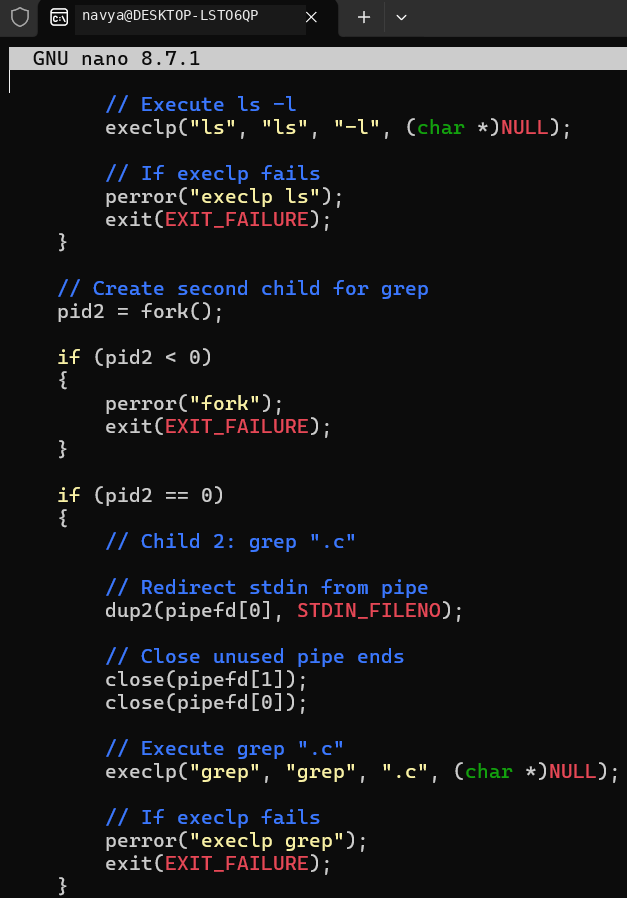 navya@DESKTOP-LSTO6QP
GNU nano 8.7.1
// Execute ls -l
execlp("ls", "ls", "-l", (char *)NULL);
// If execlp fails
perror("execlp ls");
exit(EXIT_FAILURE);
}
// Create second child for grep
pid2 = fork();
if (pid2 < 0)
{
perror("fork");
exit(EXIT_FAILURE);
}
if (pid2 == 0)
{
// Child 2: grep ".c"
// Redirect stdin from pipe
dup2(pipefd[0], STDIN_FILENO);
// Close unused pipe ends
close(pipefd[1]);
close(pipefd[0]);
// Execute grep ".c"
execlp("grep", "grep", ".c", (char *)NULL);
// If execlp fails
perror("execlp grep");
exit(EXIT_FAILURE);
}